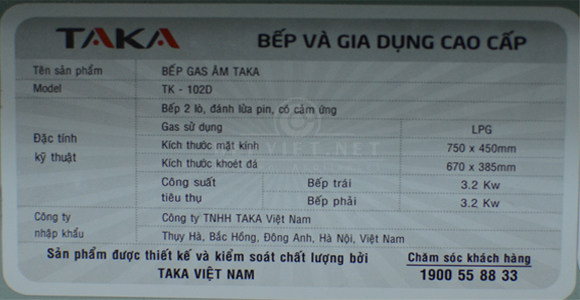 TAKA BẾP VÀ GIA DỤNG CAO CẤP
Tên sản phẩm BẾP GAS ÂM TAKA
Model TK - 102D
Đặc tính kỹ thuật
Bếp 2 lò, đánh lửa pin, có cảm ứng
Gas sử dụng LPG
Kích thước mặt kính 750 x 450mm
Kích thước khoét đá 670 x 385mm
Công suất tiêu thụ
Bếp trái 3.2 Kw
Bếp phải 3.2 Kw
Công ty nhập khẩu
Công ty TNHH TAKA Việt Nam
Thụy Hà, Bắc Hồng, Đông Anh, Hà Nội, Việt Nam
Sản phẩm được thiết kế và kiểm soát chất lượng bởi
TAKA VIỆT NAM
Chăm sóc khách hàng
1900 55 88 33